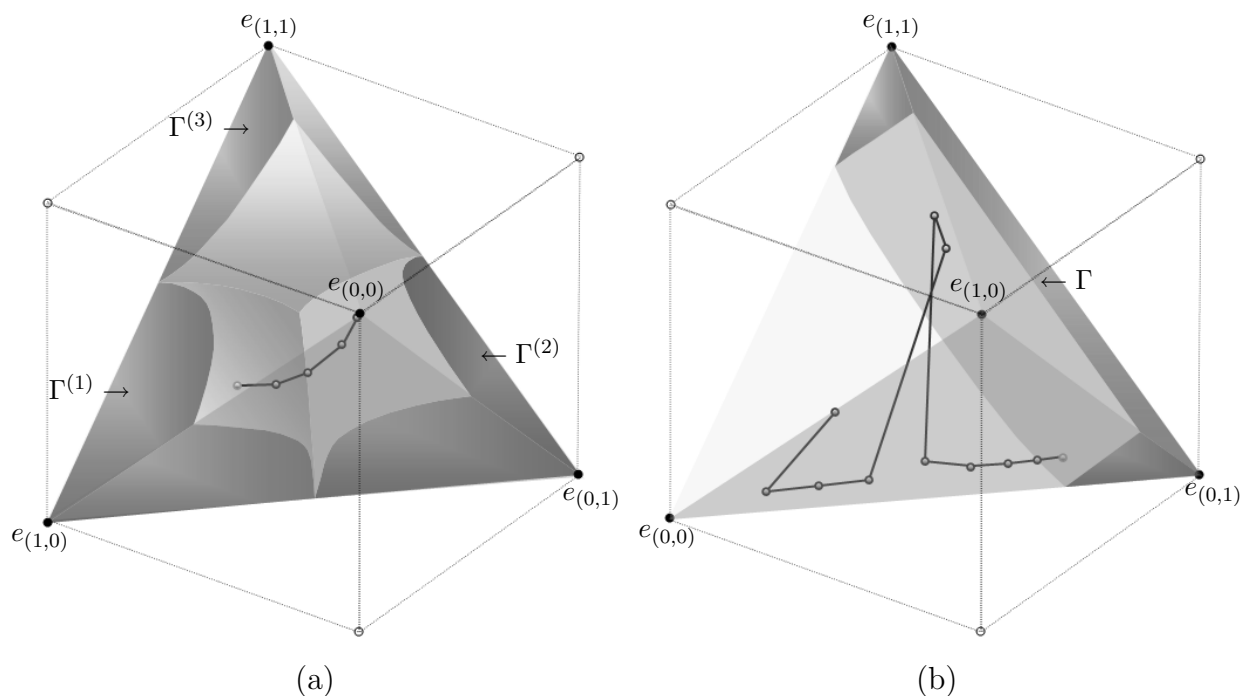 e_{(1,1)} e_{(1,1)}
Γ^{(3)} →
e_{(0,0)} e_{(1,0)} ← Γ
← Γ^{(2)}
Γ^{(1)} →
e_{(0,1)} e_{(0,1)}
e_{(1,0)} e_{(0,0)}
(a) (b)